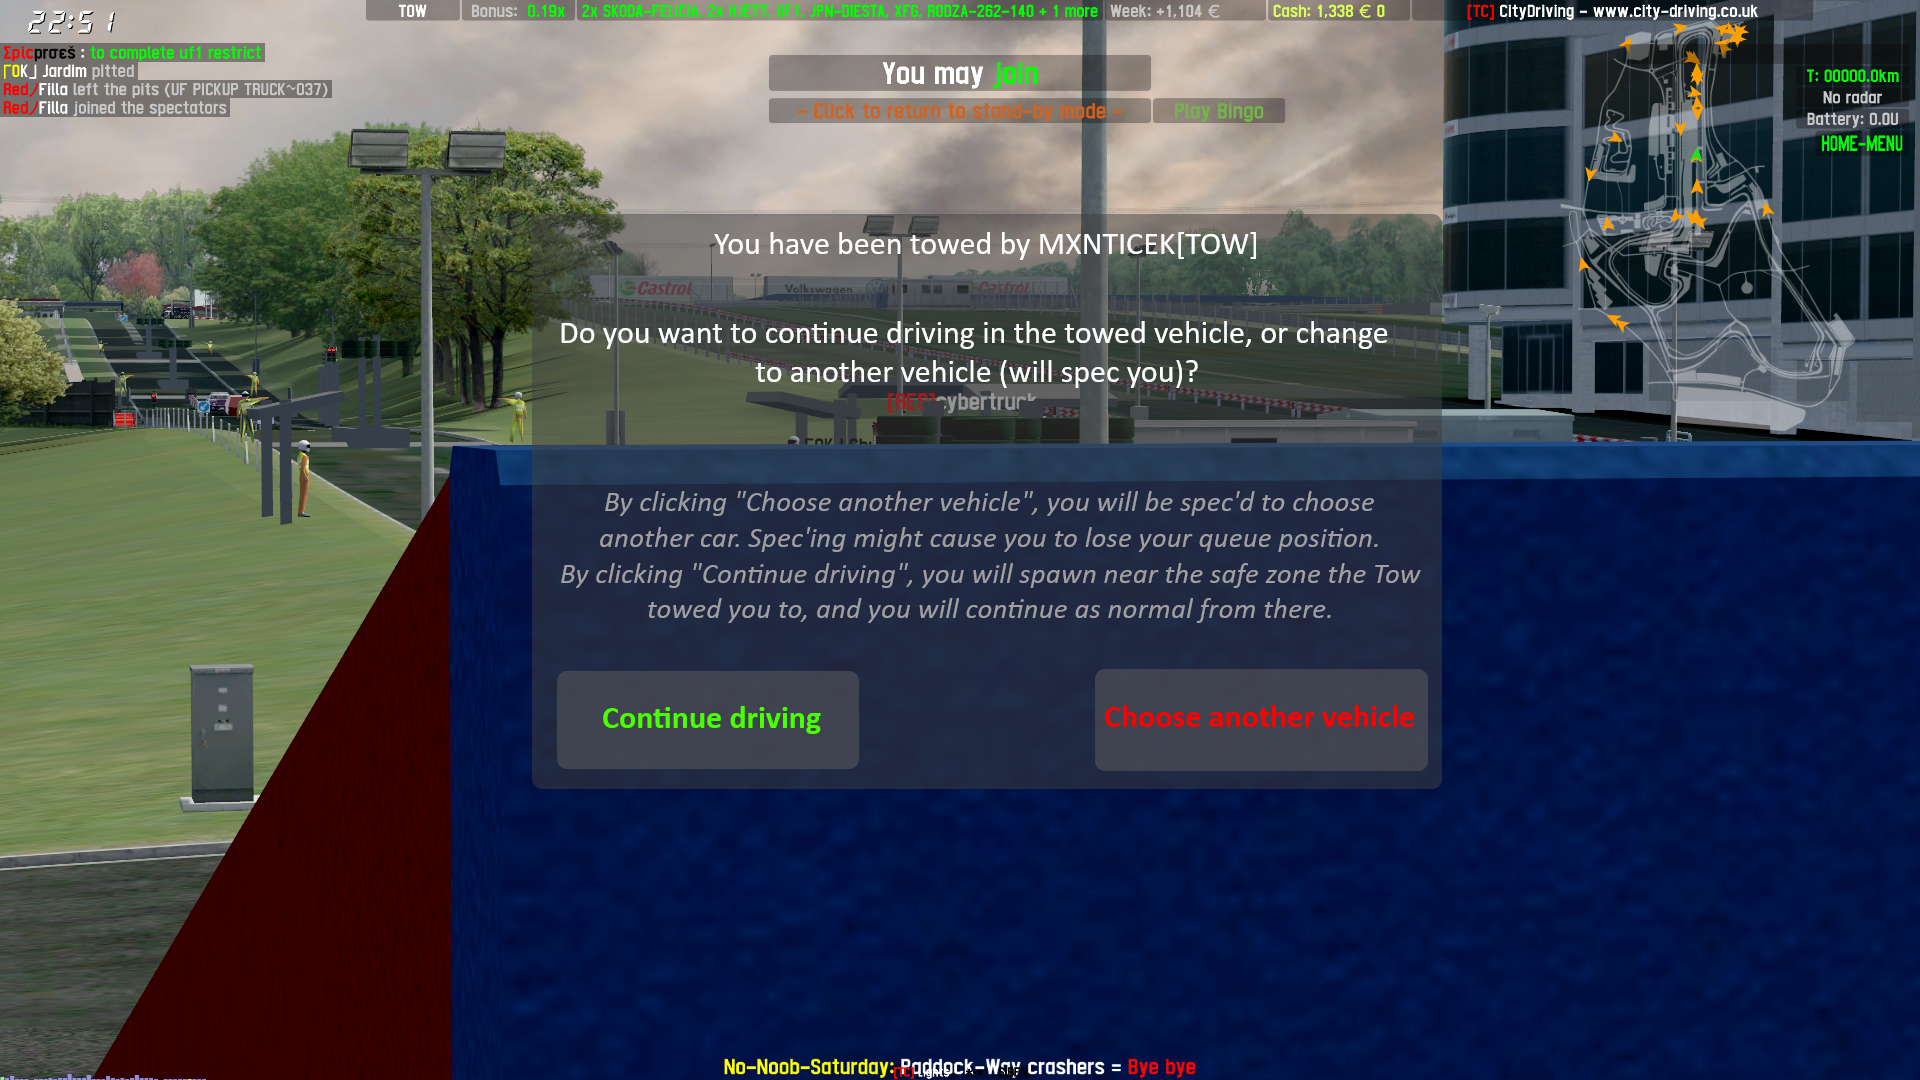 22:51
TOW
Bonus: 0.19x
2x SKODA-FELICIA, 2x HJETT, UF1, JPN-DIESTA, XFG, RODZA-262-140 + 1 more
Week: +1,104 €
Cash: 1,338 € 0
[TC] CityDriving - www.city-driving.co.uk
Σpicprσєš : to complete uf1 restrict
ΓOK˩ Jardim pitted
Red/Filla left the pits (UF PICKUP TRUCK~037)
Red/Filla joined the spectators
You may join
- Click to return to stand-by mode -
Play Bingo
T: 00000.0km
No radar
Battery: 0.0U
HOME-MENU
You have been towed by MXNTICEK[TOW]
Castrol
Volkswagen
Castrol
Do you want to continue driving in the towed vehicle, or change
to another vehicle (will spec you)?
[RES]cybertruck
By clicking "Choose another vehicle", you will be spec'd to choose
another car. Spec'ing might cause you to lose your queue position.
By clicking "Continue driving", you will spawn near the safe zone the Tow
towed you to, and you will continue as normal from there.
Continue driving
Choose another vehicle
No-Noob-Saturday: Paddock-Way crashers = Bye bye
[TC] Lights